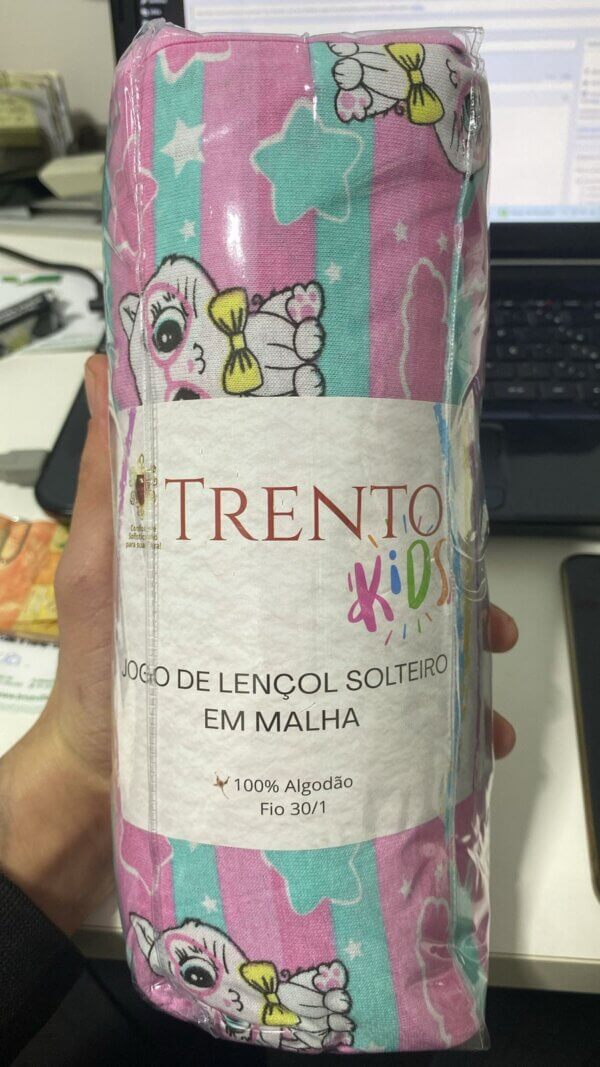 TRENTO
KiDS
JOGO DE LENÇOL SOLTEIRO
EM MALHA
100% Algodão
Fio 30/1